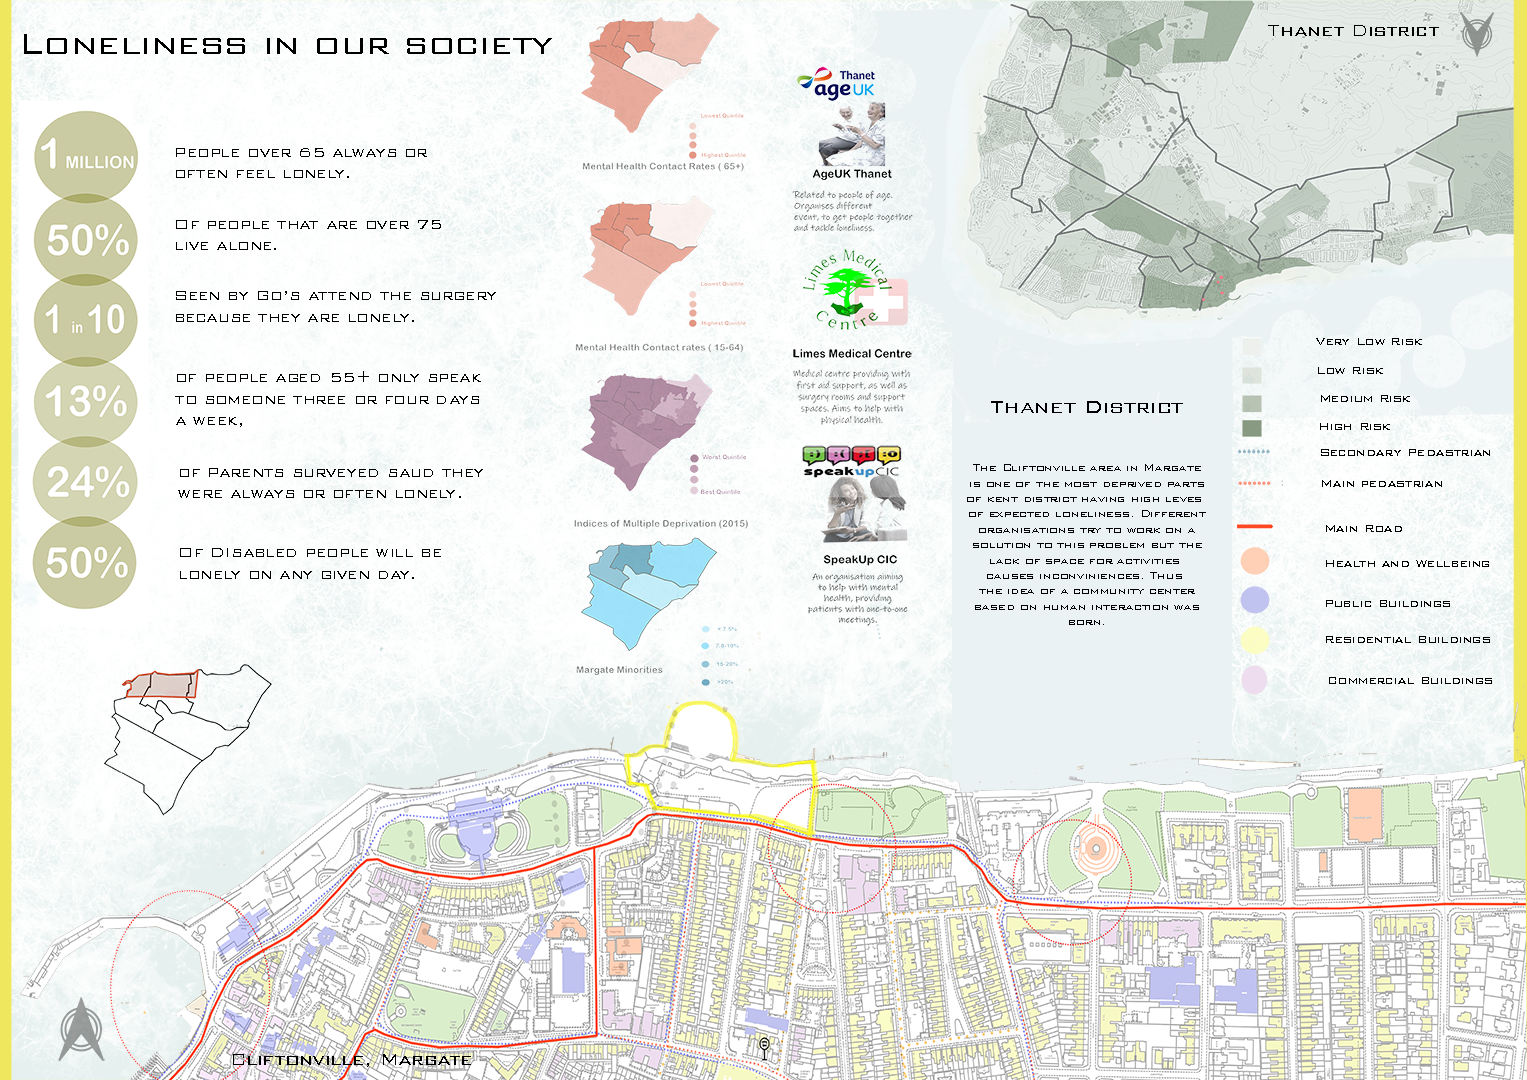 Loneliness in our society
1 MILLION
People over 65 always or
often feel lonely.
50%
Of people that are over 75
live alone.
1 in 10
Seen by Go's attend the surgery
because they are lonely.
13%
of people aged 55+ only speak
to someone three or four days
a week,
24%
of Parents surveyed saud they
were always or often lonely.
50%
Of Disabled people will be
lonely on any given day.
Lowest Quintile
Highest Quintile
Mental Health Contact Rates ( 65+)
Lowest Quintile
Highest Quintile
Mental Health Contact rates ( 15-64)
Worst Quintile
Best Quintile
Indices of Multiple Deprivation (2015)
< 7.5%
7.8-10%
15-20%
>20%
Margate Minorities
Thanet
age UK
AgeUK Thanet
Related to people of age.
Organises different
event, to get people together
and tackle loneliness.
Limes Medical
Centre
Limes Medical Centre
Medical centre providing with
first aid support, as well as
surgery rooms and support
spaces. Aims to help with
physical health.
speakupCIC
SpeakUp CIC
An organisation aiming
to help with mental
health, providing
patients with one-to-one
meetings.
Thanet District
Thanet District
The Cliftonville area in Margate
is one of the most deprived parts
of kent district having high leves
of expected loneliness. Different
organisations try to work on a
solution to this problem but the
lack of space for activities
causes inconviniences. Thus
the idea of a community center
based on human interaction was
born.
Very Low Risk
Low Risk
Medium Risk
High Risk
Secondary Pedastrian
Main pedastrian
Main Road
Health and Wellbeing
Public Buildings
Residential Buildings
Commercial Buildings
Cliftonville, Margate